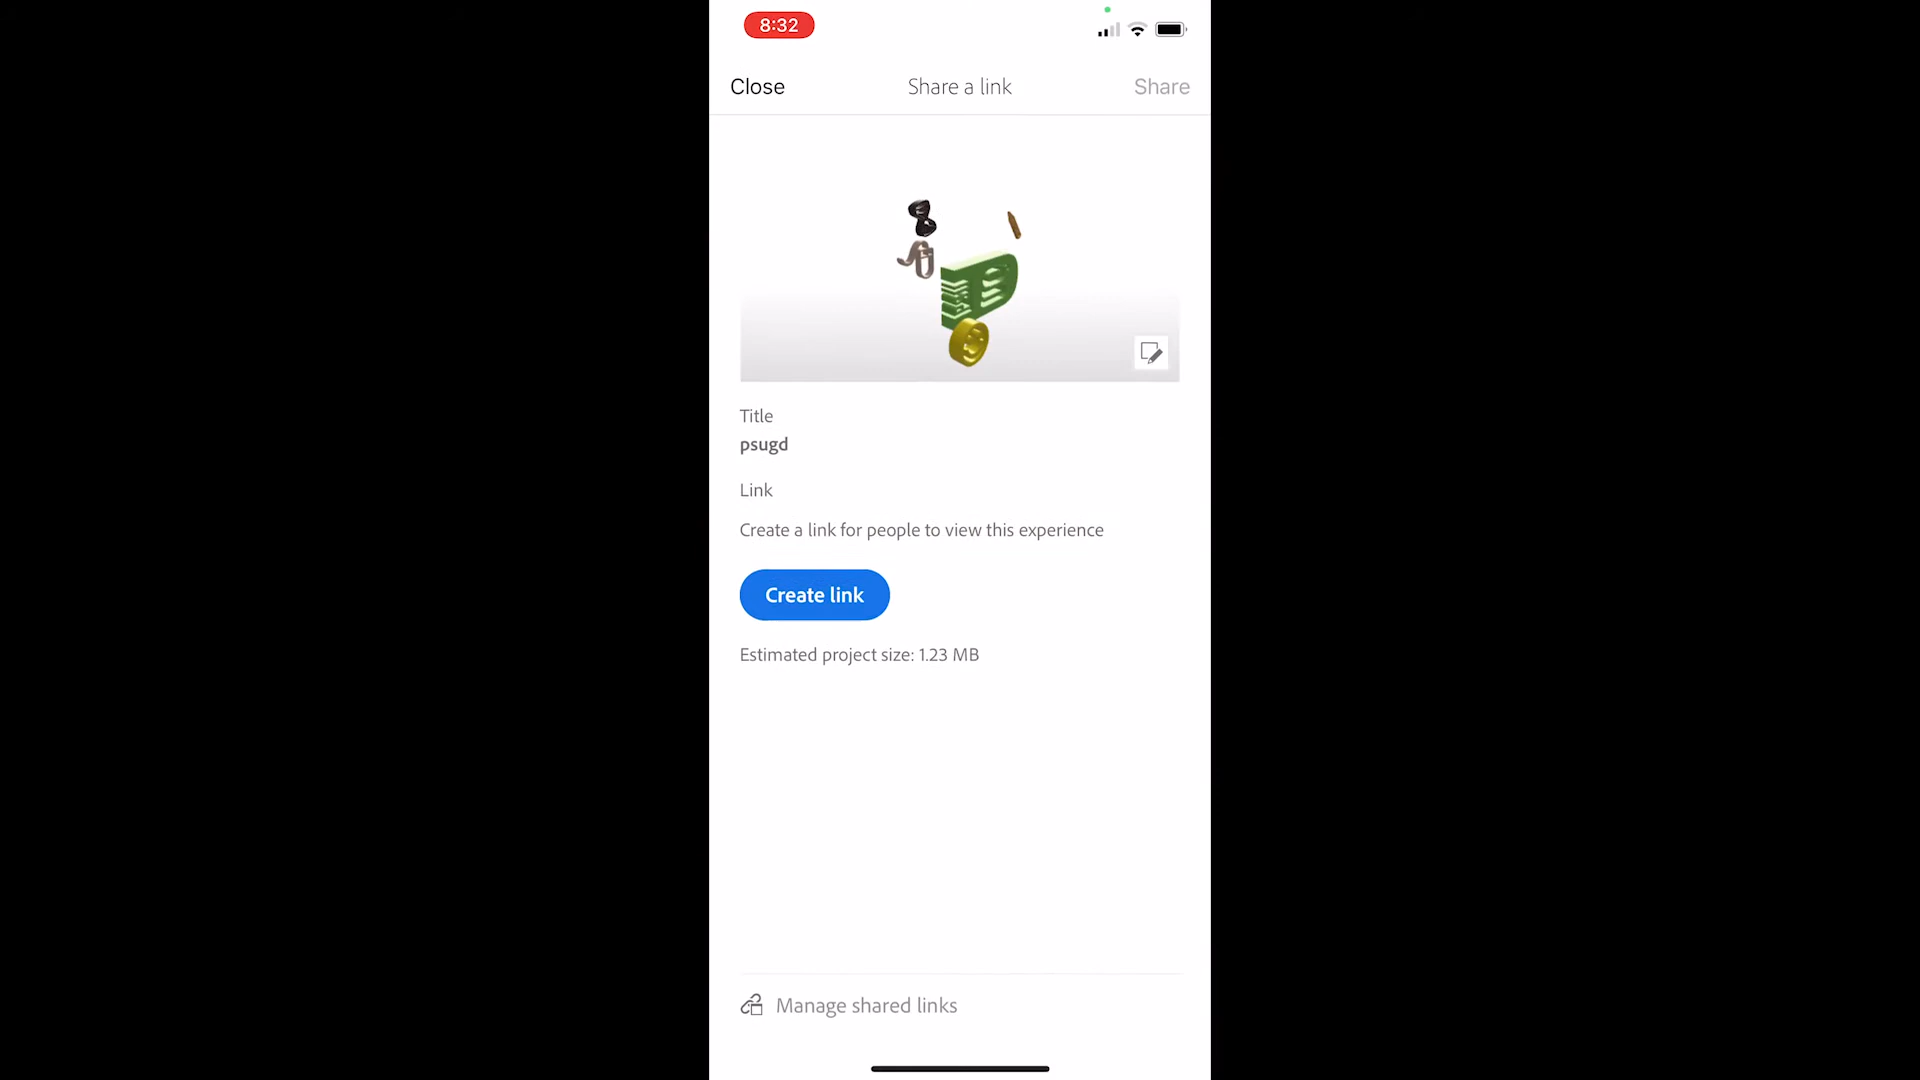 8:32
Close
Share a link
Share
Title
psugd
Link
Create a link for people to view this experience
Create link
Estimated project size: 1.23 MB
Manage shared links